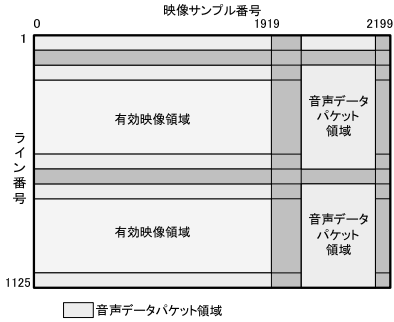 映像サンプル番号
0 1919 2199
1
有効映像領域
音声データ
パケット
領域
ライン番号
有効映像領域
音声データ
パケット
領域
1125
音声データパケット領域